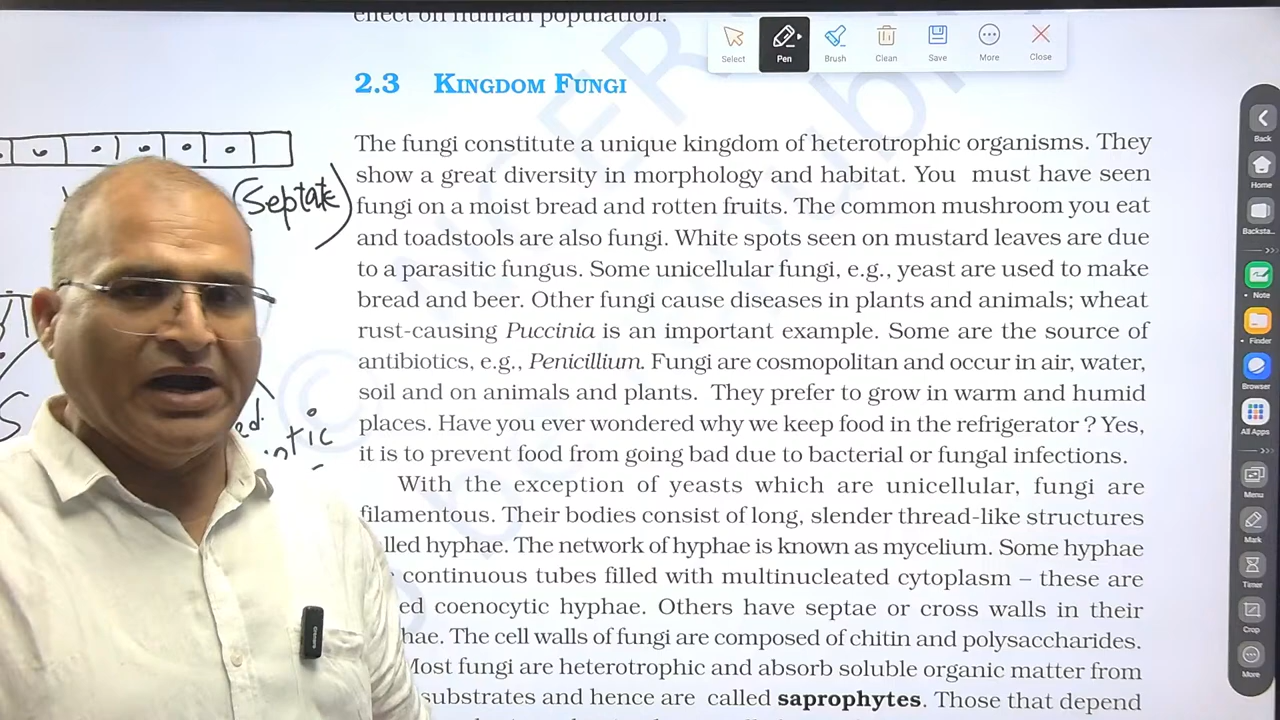 effect on human population.
Select Pen Brush Clean Save More Close
2.3 KINGDOM FUNGI
The fungi constitute a unique kingdom of heterotrophic organisms. They
show a great diversity in morphology and habitat. You must have seen
fungi on a moist bread and rotten fruits. The common mushroom you eat
and toadstools are also fungi. White spots seen on mustard leaves are due
to a parasitic fungus. Some unicellular fungi, e.g., yeast are used to make
bread and beer. Other fungi cause diseases in plants and animals; wheat
rust-causing Puccinia is an important example. Some are the source of
antibiotics, e.g., Penicillium. Fungi are cosmopolitan and occur in air, water,
soil and on animals and plants. They prefer to grow in warm and humid
places. Have you ever wondered why we keep food in the refrigerator ? Yes,
it is to prevent food from going bad due to bacterial or fungal infections.
With the exception of yeasts which are unicellular, fungi are
filamentous. Their bodies consist of long, slender thread-like structures
lled hyphae. The network of hyphae is known as mycelium. Some hyphae
continuous tubes filled with multinucleated cytoplasm – these are
ed coenocytic hyphae. Others have septae or cross walls in their
hae. The cell walls of fungi are composed of chitin and polysaccharides.
Most fungi are heterotrophic and absorb soluble organic matter from
substrates and hence are called saprophytes. Those that depend
(Septate)
ed.
ntic
Back
Home
Backsta...
Note
Finder
Browser
All Apps
Menu
Mark
Timer
Crop
More